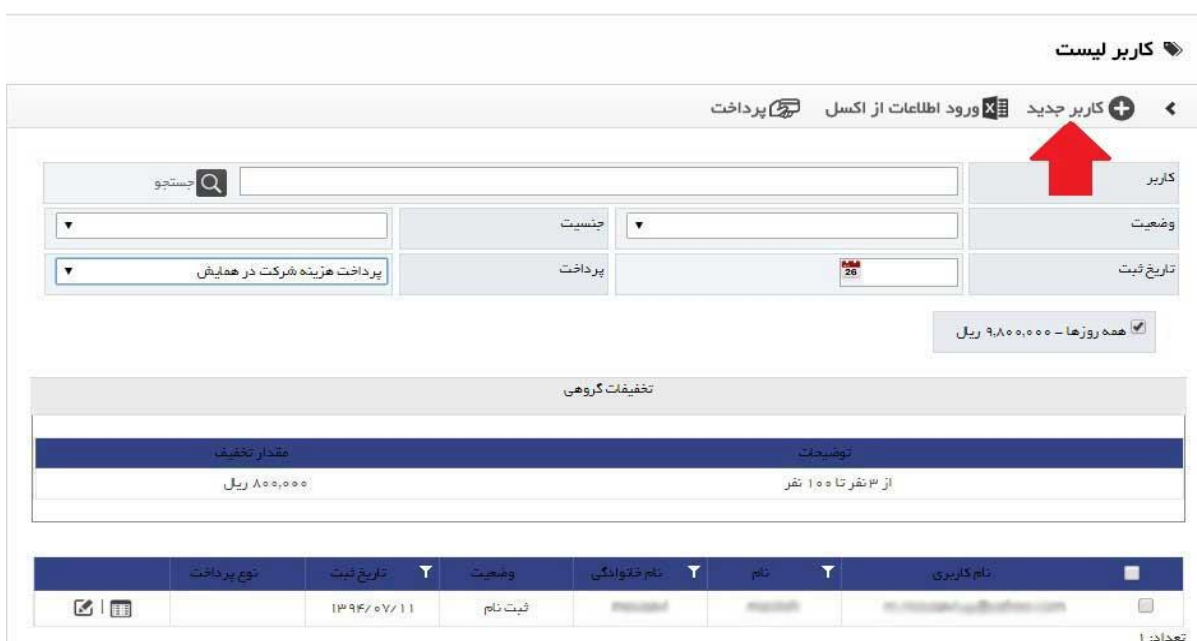 کاربر لیست
کاربر جدید ورود اطلاعات از اکسل پرداخت
کاربر جستجو
وضعیت جنسیت
تاریخ ثبت 26 پرداخت پرداخت هزینه شرکت در همایش
همه روزها - ۹,۸۰۰,۰۰۰ ریال
تخفیفات گروهی
توضیحات مقدار تخفیف
از ۳ نفر تا ۱۰۰ نفر ۸۰۰,۰۰۰ ریال
نام کاربری نام نام خانوادگی وضعیت تاریخ ثبت نوع پرداخت
ثبت نام ۱۳۹۴/۰۷/۱۱
تعداد: ۱